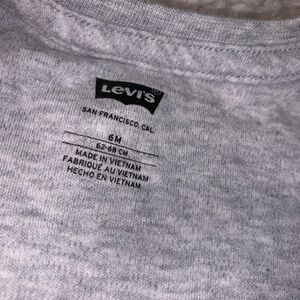 LEVI'S
SAN FRANCISCO, CAL.
6M
62-68 CM
MADE IN VIETNAM
FABRIQUÉ AU VIETNAM
HECHO EN VIETNAM